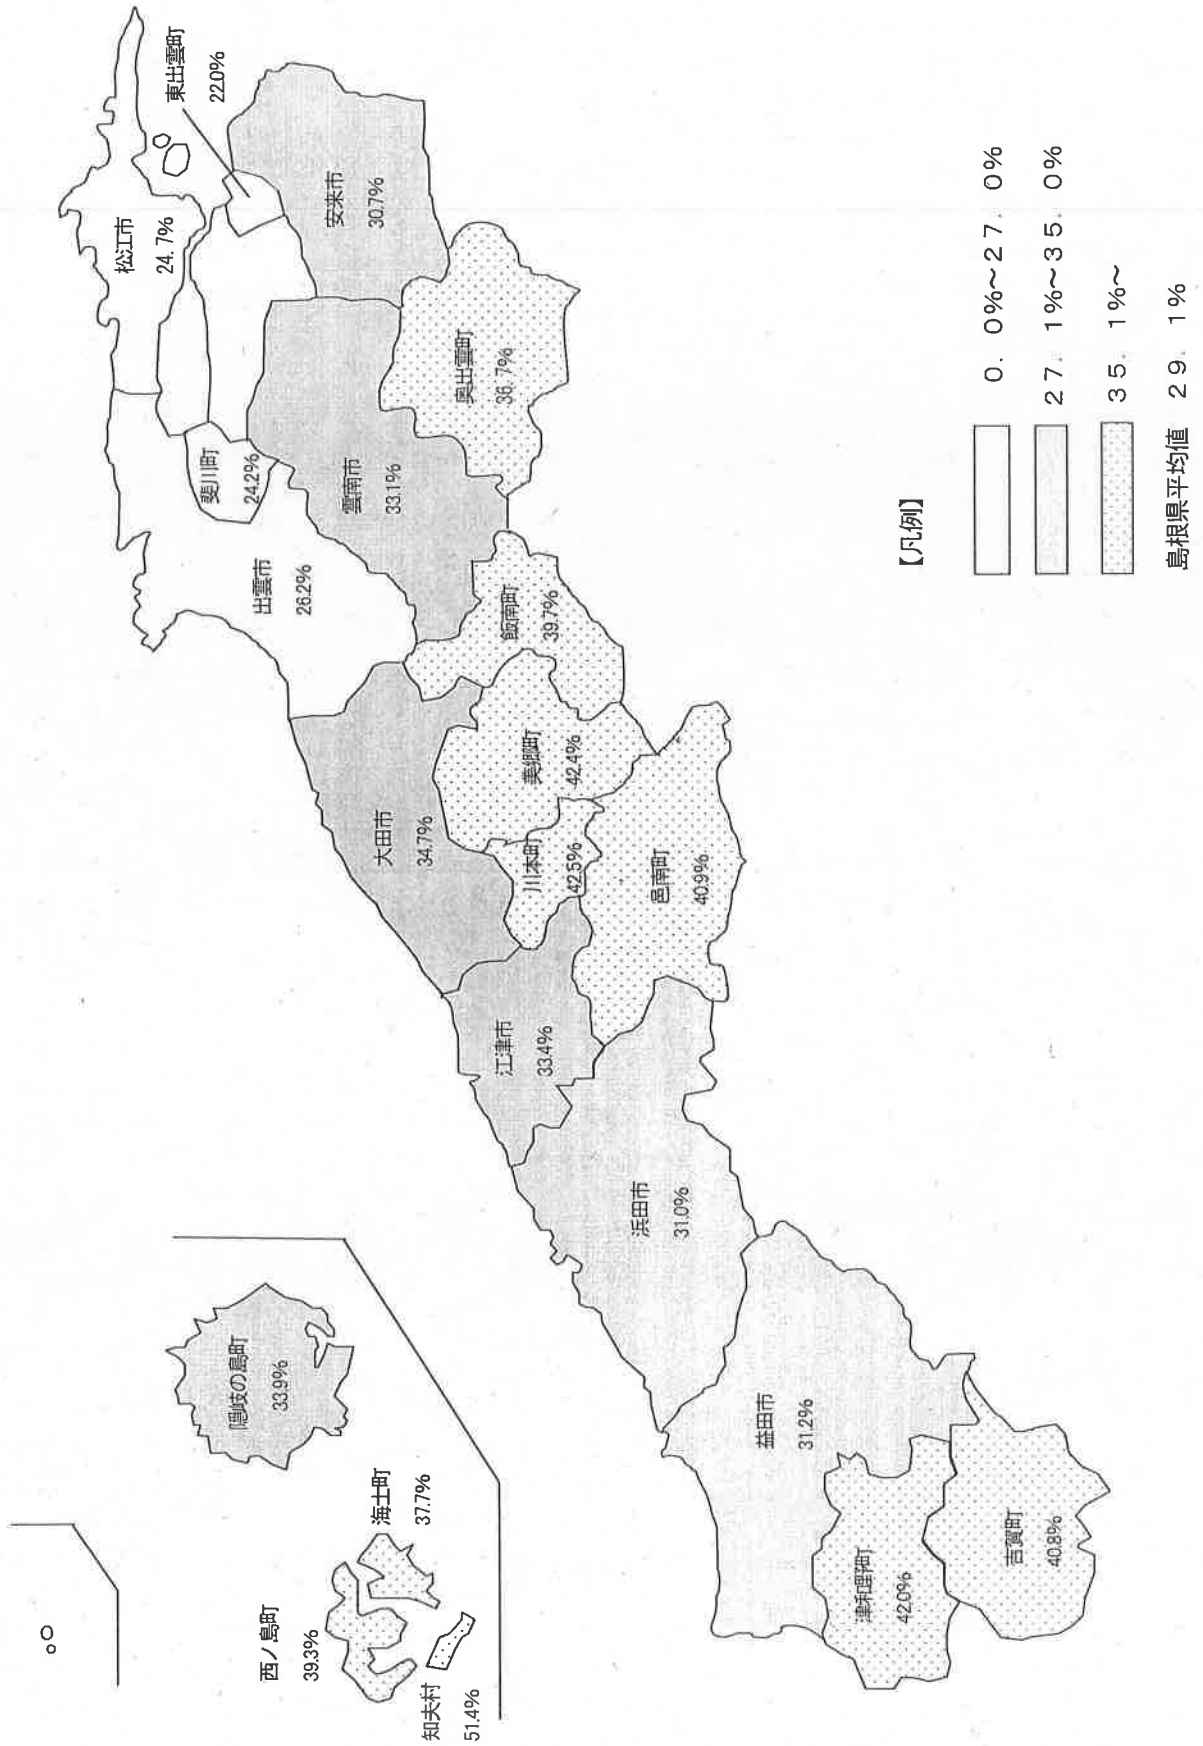 東出雲町
22.0%
松江市
24.7%
安来市
30.7%
奥出雲町
36.7%
斐川町
24.2%
雲南市
33.1%
出雲市
26.2%
飯南町
39.7%
大田市
34.7%
美郷町
42.4%
川本町
42.5%
邑南町
40.9%
江津市
33.4%
浜田市
31.0%
益田市
31.2%
津和野町
42.0%
吉賀町
40.8%
隠岐の島町
33.9%
海士町
37.7%
西ノ島町
39.3%
知夫村
51.4%
【凡例】
0．0%～27．0%
27．1%～35．0%
35．1%～
島根県平均値 29．1%